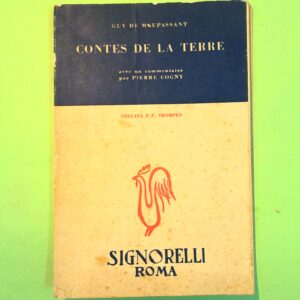 GUY DE MAUPASSANT
CONTES DE LA TERRE
avec un commentaire
par PIERRE COGNY
COLLANA P. P. TROMPEO
SIGNORELLI
ROMA